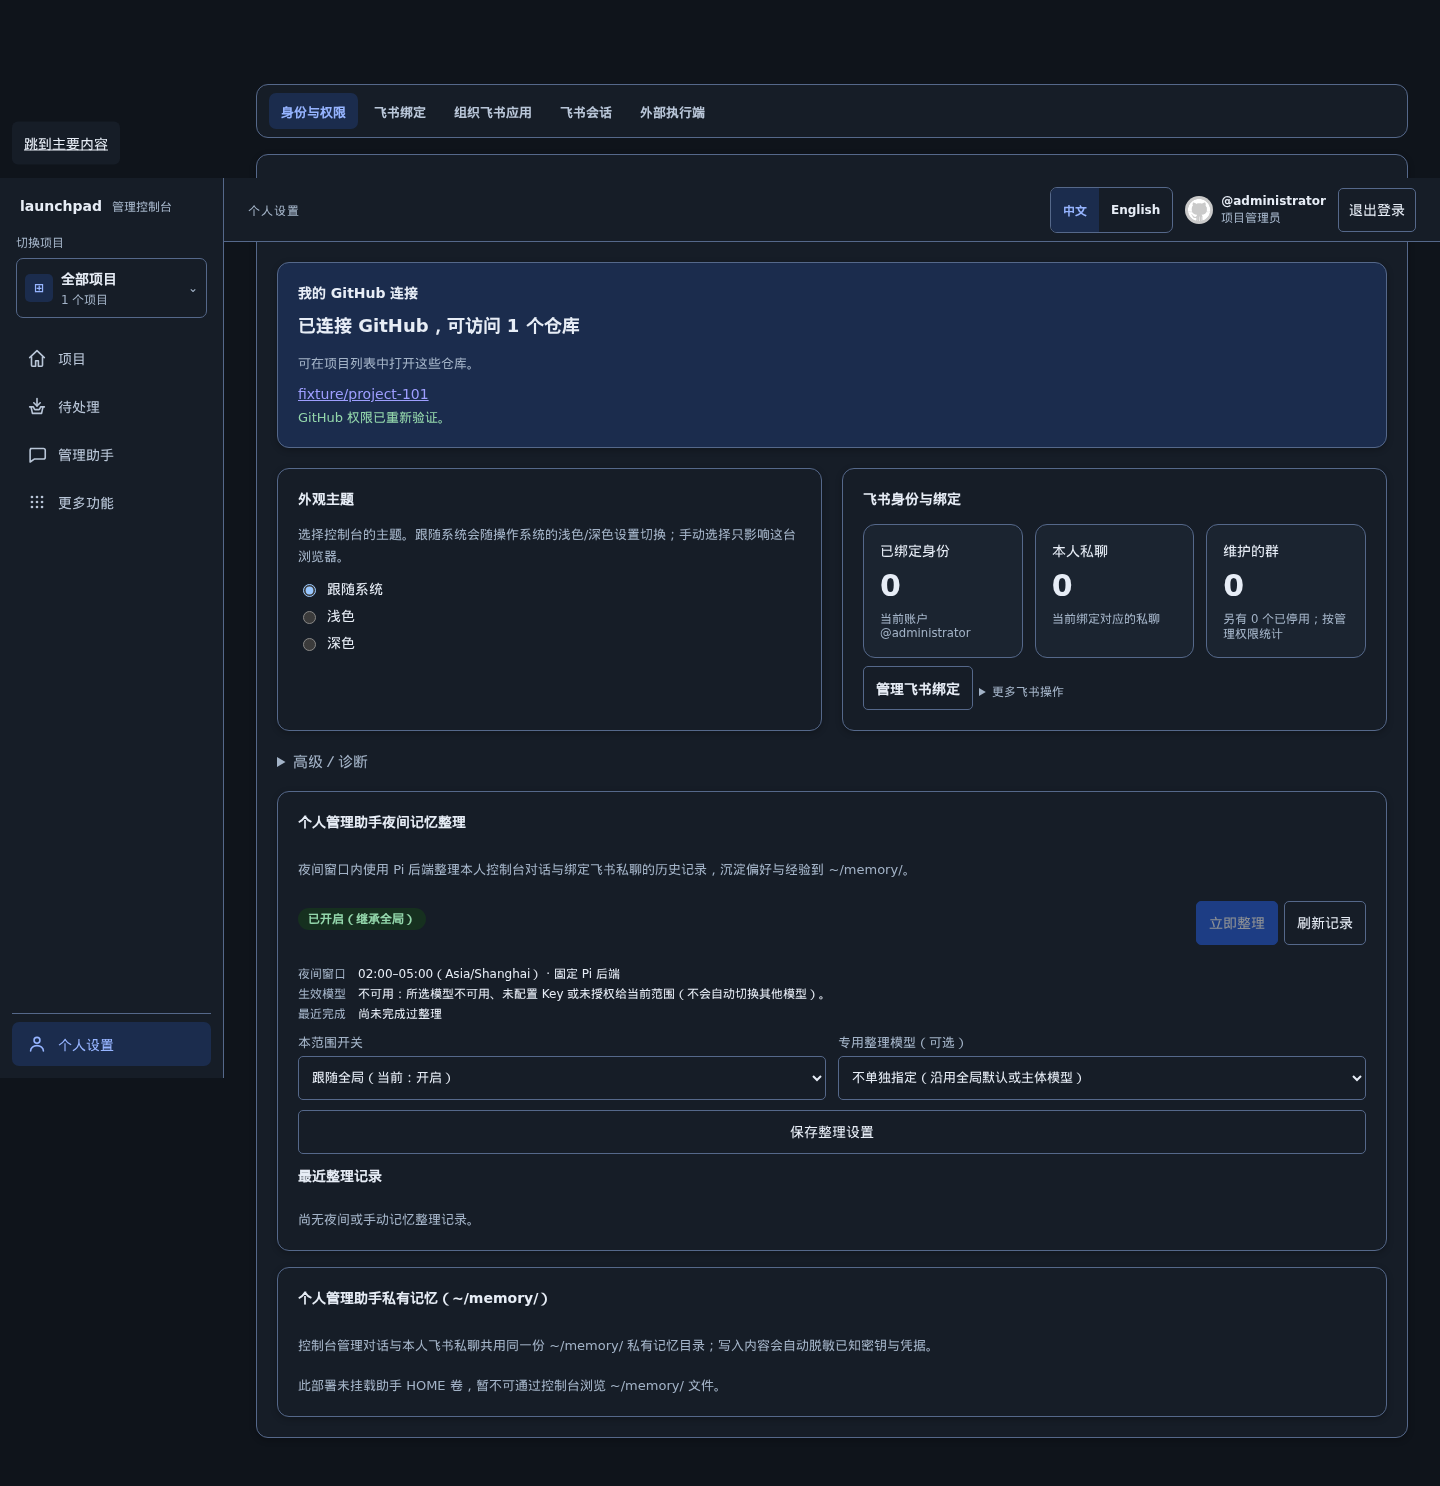 身份与权限
飞书绑定
组织飞书应用
飞书会话
外部执行端
跳到主要内容
launchpad 管理控制台
切换项目
全部项目
1 个项目
项目
待处理
管理助手
更多功能
个人设置
个人设置
中文
English
@administrator
项目管理员
退出登录
我的 GitHub 连接
已连接 GitHub，可访问 1 个仓库
可在项目列表中打开这些仓库。
fixture/project-101
GitHub 权限已重新验证。
外观主题
选择控制台的主题。跟随系统会随操作系统的浅色/深色设置切换；手动选择只影响这台
浏览器。
跟随系统
浅色
深色
飞书身份与绑定
已绑定身份
0
当前账户
@administrator
本人私聊
0
当前绑定对应的私聊
维护的群
0
另有 0 个已停用；按管
理权限统计
管理飞书绑定
更多飞书操作
高级 / 诊断
个人管理助手夜间记忆整理
夜间窗口内使用 Pi 后端整理本人控制台对话与绑定飞书私聊的历史记录，沉淀偏好与经验到 ~/memory/。
已开启（继承全局）
立即整理
刷新记录
夜间窗口 02:00–05:00（Asia/Shanghai） · 固定 Pi 后端
生效模型 不可用：所选模型不可用、未配置 Key 或未授权给当前范围（不会自动切换其他模型）。
最近完成 尚未完成过整理
本范围开关
跟随全局（当前：开启）
专用整理模型（可选）
不单独指定（沿用全局默认或主体模型）
保存整理设置
最近整理记录
尚无夜间或手动记忆整理记录。
个人管理助手私有记忆（~/memory/）
控制台管理对话与本人飞书私聊共用同一份 ~/memory/ 私有记忆目录；写入内容会自动脱敏已知密钥与凭据。
此部署未挂载助手 HOME 卷，暂不可通过控制台浏览 ~/memory/ 文件。